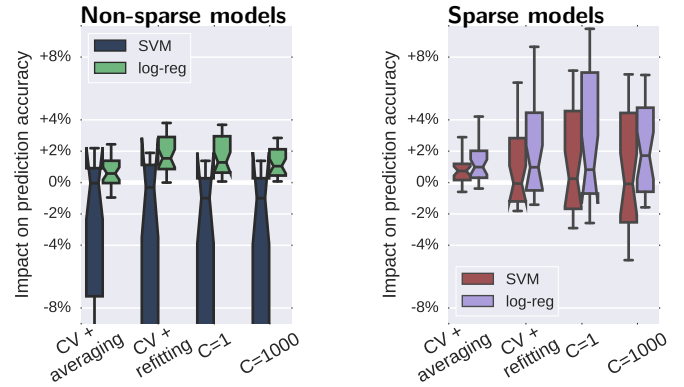 Non-sparse models
Impact on prediction accuracy
+8%
+4%
+2%
0%
-2%
-4%
-8%
SVM
log-reg
CV +
averaging
CV +
refitting
C=1
C=1000
Sparse models
Impact on prediction accuracy
+8%
+4%
+2%
0%
-2%
-4%
-8%
SVM
log-reg
CV +
averaging
CV +
refitting
C=1
C=1000